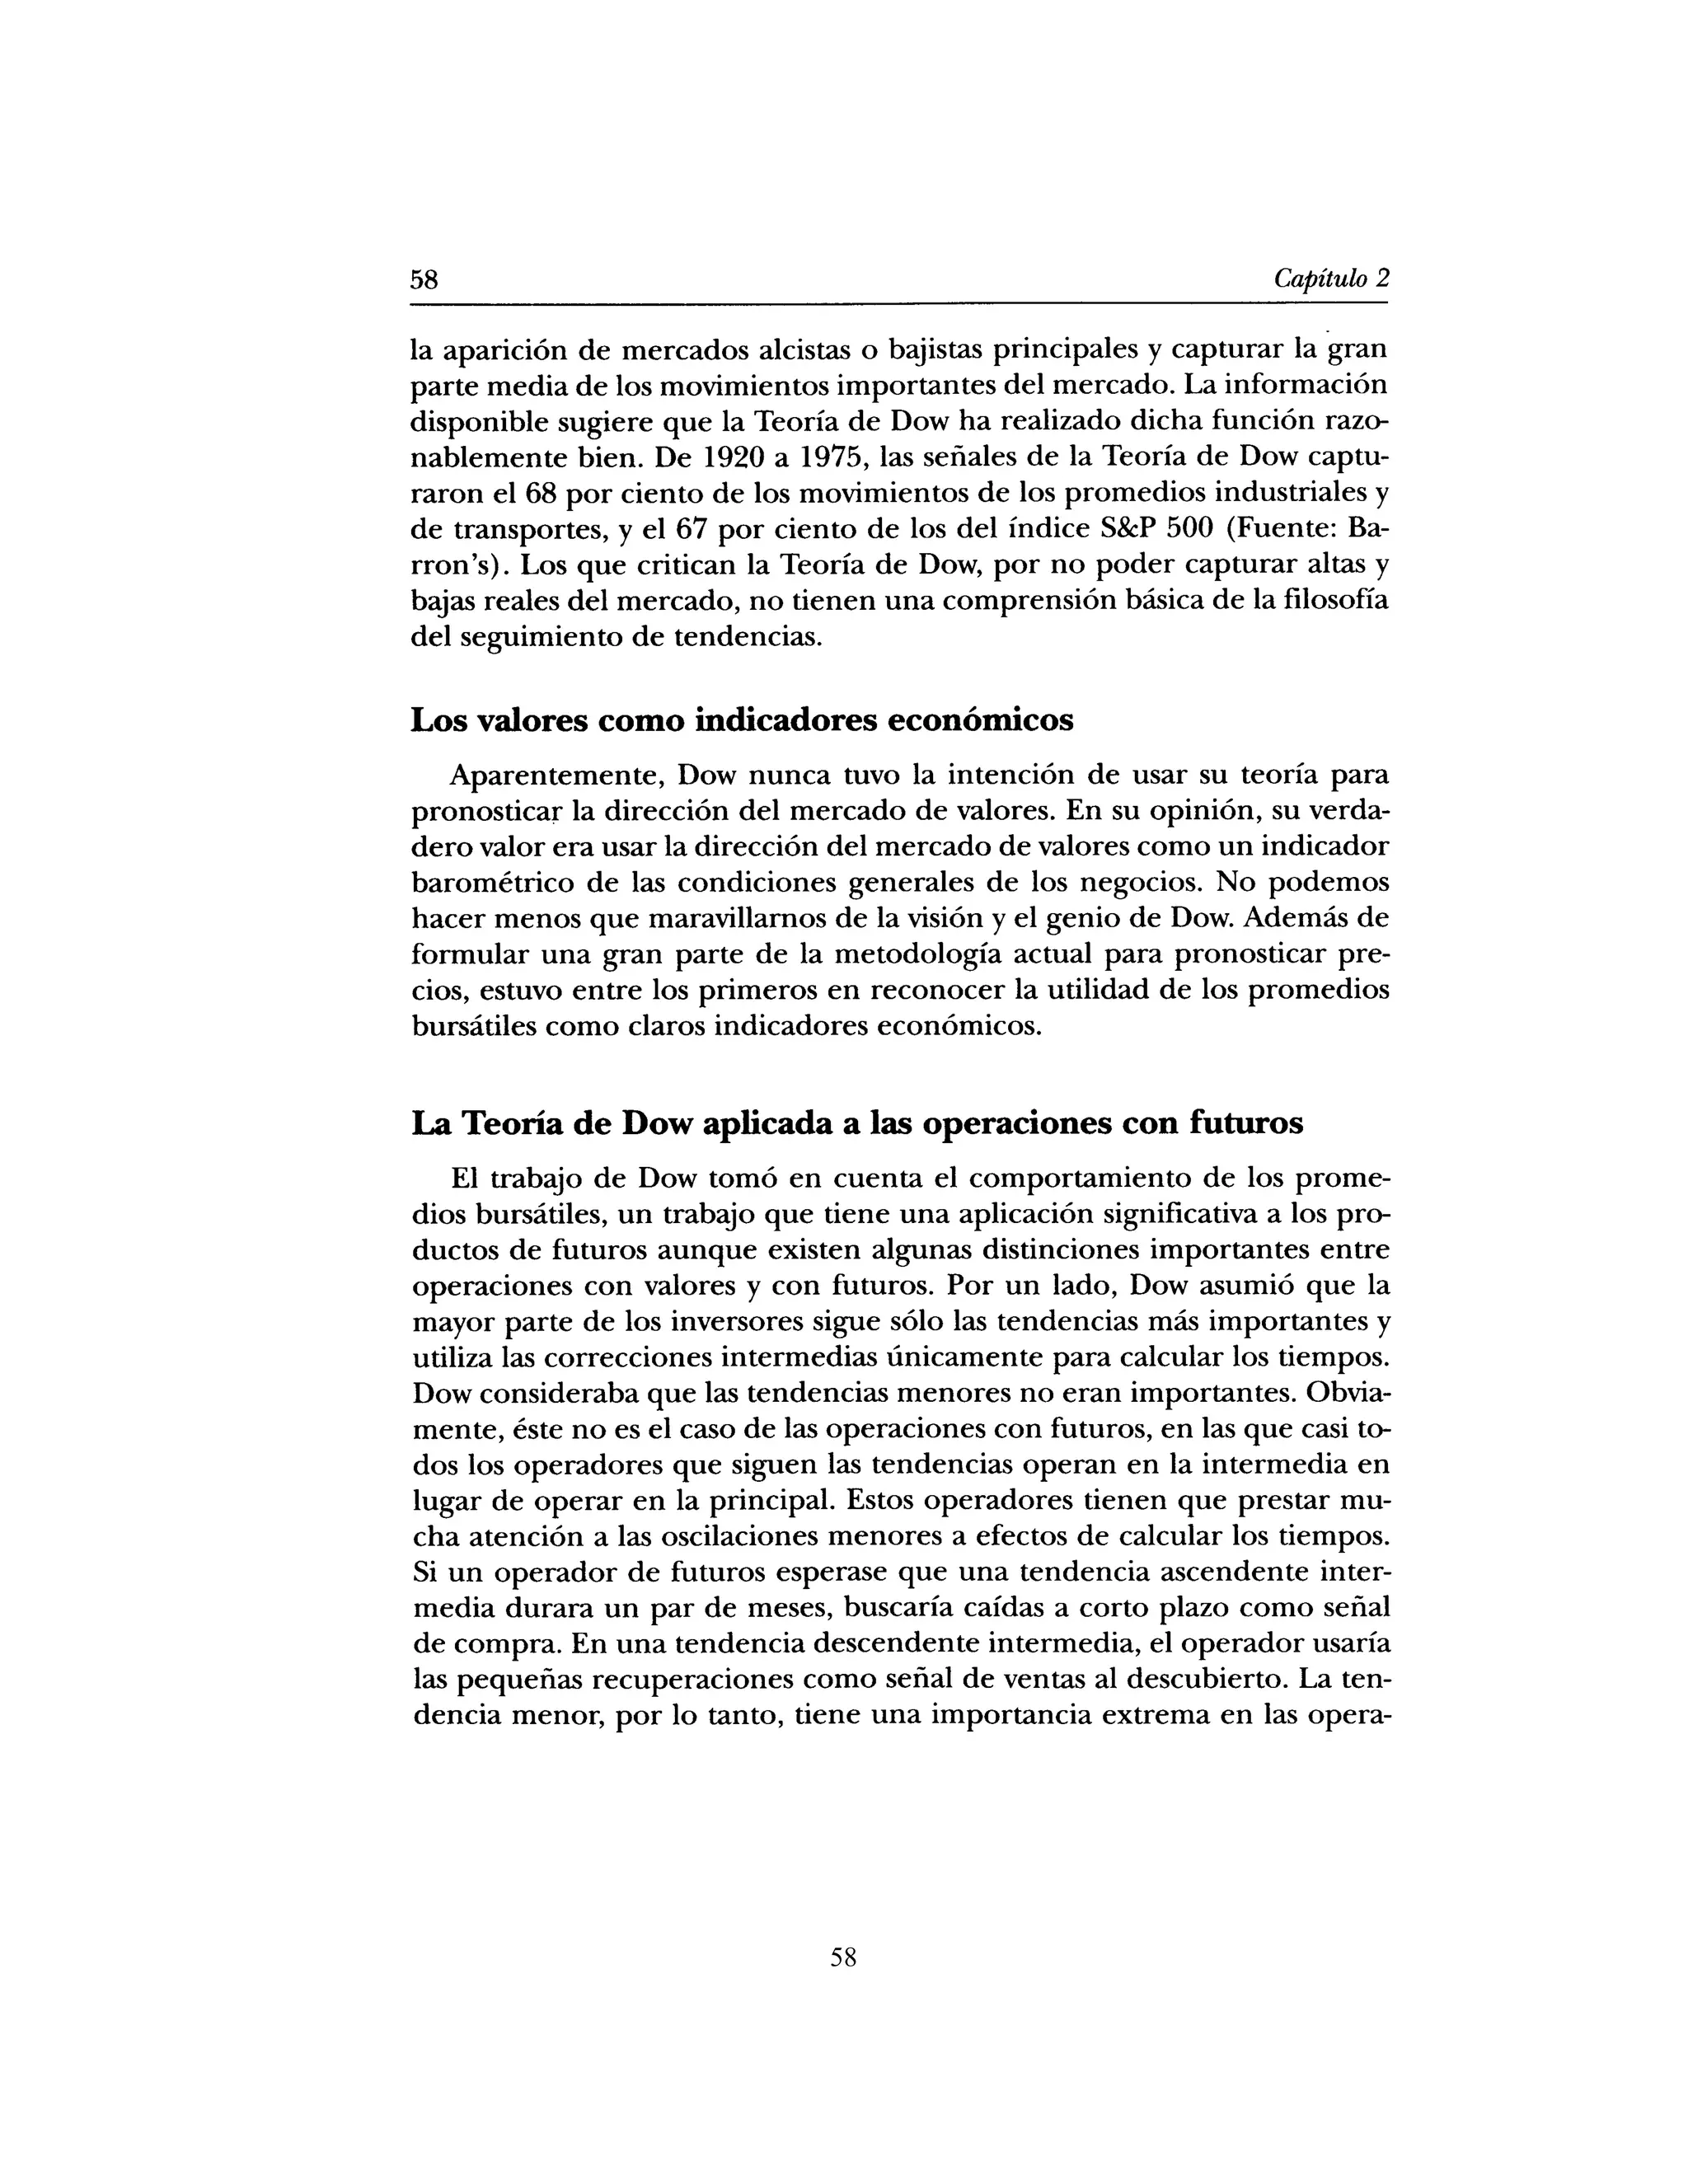 58 Capítulo 2
la aparición de mercados alcistas o bajistas principales y capturar la gran
parte media de los movimientos importantes del mercado. La información
disponible sugiere que la Teoría de Dow ha realizado dicha función razo-
nablemente bien. De 1920 a 1975, las señales de la Teoría de Dow captu-
raron el 68 por ciento de los movimientos de los promedios industriales y
de transportes, y el 67 por ciento de los del índice S&P 500 (Fuente: Ba-
rron's). Los que critican la Teoría de Dow, por no poder capturar altas y
bajas reales del mercado, no tienen una comprensión básica de la filosofía
del seguimiento de tendencias.
Los valores como indicadores económicos
Aparentemente, Dow nunca tuvo la intención de usar su teoría para
pronosticar la dirección del mercado de valores. En su opinión, su verda-
dero valor era usar la dirección del mercado de valores como un indicador
barométrico de las condiciones generales de los negocios. No podemos
hacer menos que maravillarnos de la visión y el genio de Dow. Además de
formular una gran parte de la metodología actual para pronosticar pre-
cios, estuvo entre los primeros en reconocer la utilidad de los promedios
bursátiles como claros indicadores económicos.
La Teoría de Dow aplicada a las operaciones con futuros
El trabajo de Dow tomó en cuenta el comportamiento de los prome-
dios bursátiles, un trabajo que tiene una aplicación significativa a los pro-
ductos de futuros aunque existen algunas distinciones importantes entre
operaciones con valores y con futuros. Por un lado, Dow asumió que la
mayor parte de los inversores sigue sólo las tendencias más importantes y
utiliza las correcciones intermedias únicamente para calcular los tiempos.
Dow consideraba que las tendencias menores no eran importantes. Obvia-
mente, éste no es el caso de las operaciones con futuros, en las que casi to-
dos los operadores que siguen las tendencias operan en la intermedia en
lugar de operar en la principal. Estos operadores tienen que prestar mu-
cha atención a las oscilaciones menores a efectos de calcular los tiempos.
Si un operador de futuros esperase que una tendencia ascendente inter-
media durara un par de meses, buscaría caídas a corto plazo como señal
de compra. En una tendencia descendente intermedia, el operador usaría
las pequeñas recuperaciones como señal de ventas al descubierto. La ten-
dencia menor, por lo tanto, tiene una importancia extrema en las opera-
58